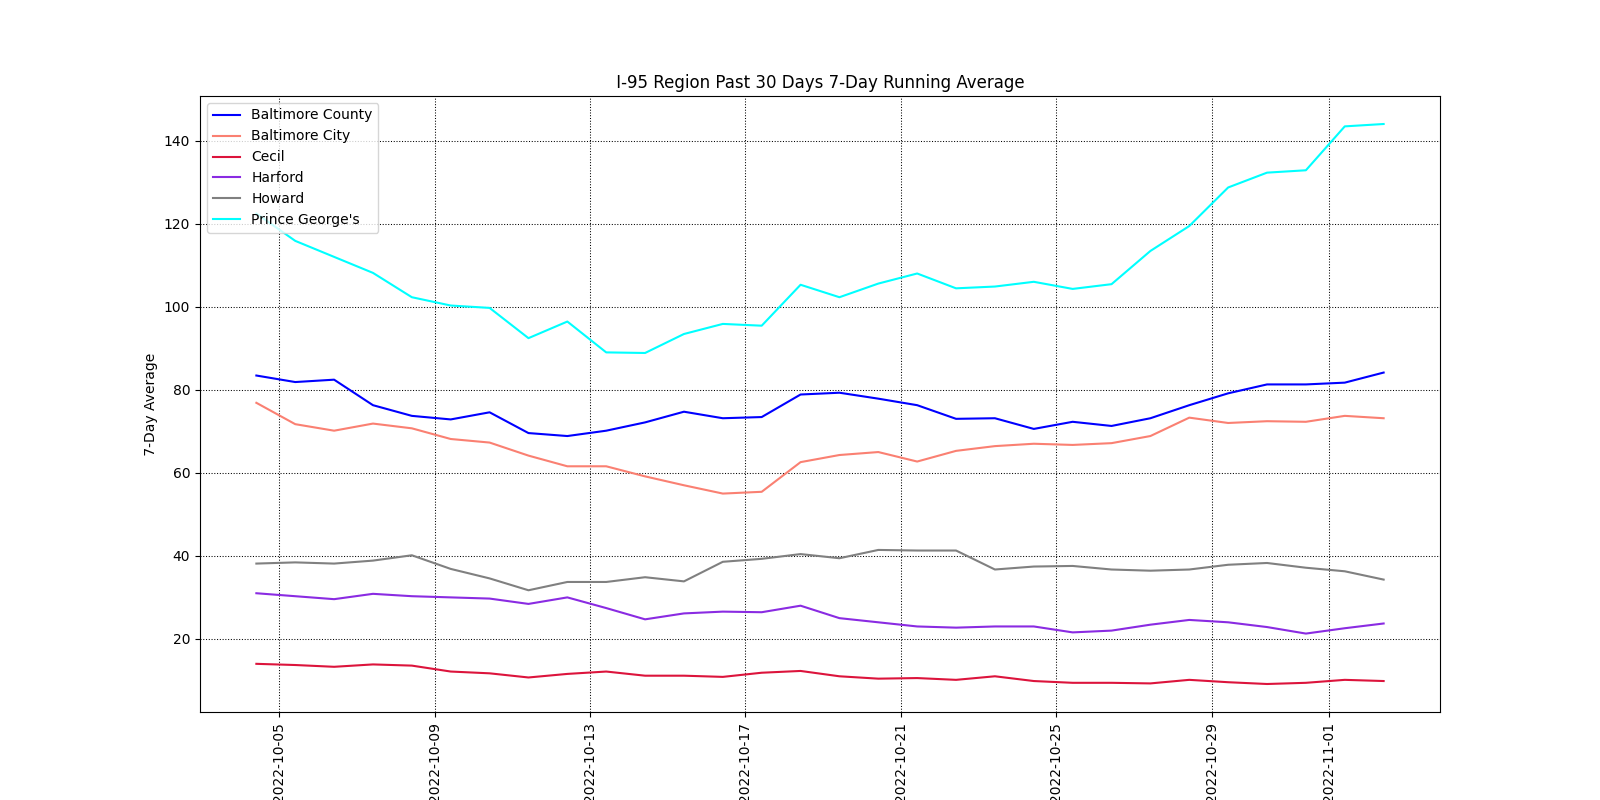 I-95 Region Past 30 Days 7-Day Running Average
Baltimore County
Baltimore City
Cecil
Harford
Howard
Prince George's
140
120
100
80
60
40
20
7-Day Average
2022-10-05
2022-10-09
2022-10-13
2022-10-17
2022-10-21
2022-10-25
2022-10-29
2022-11-01